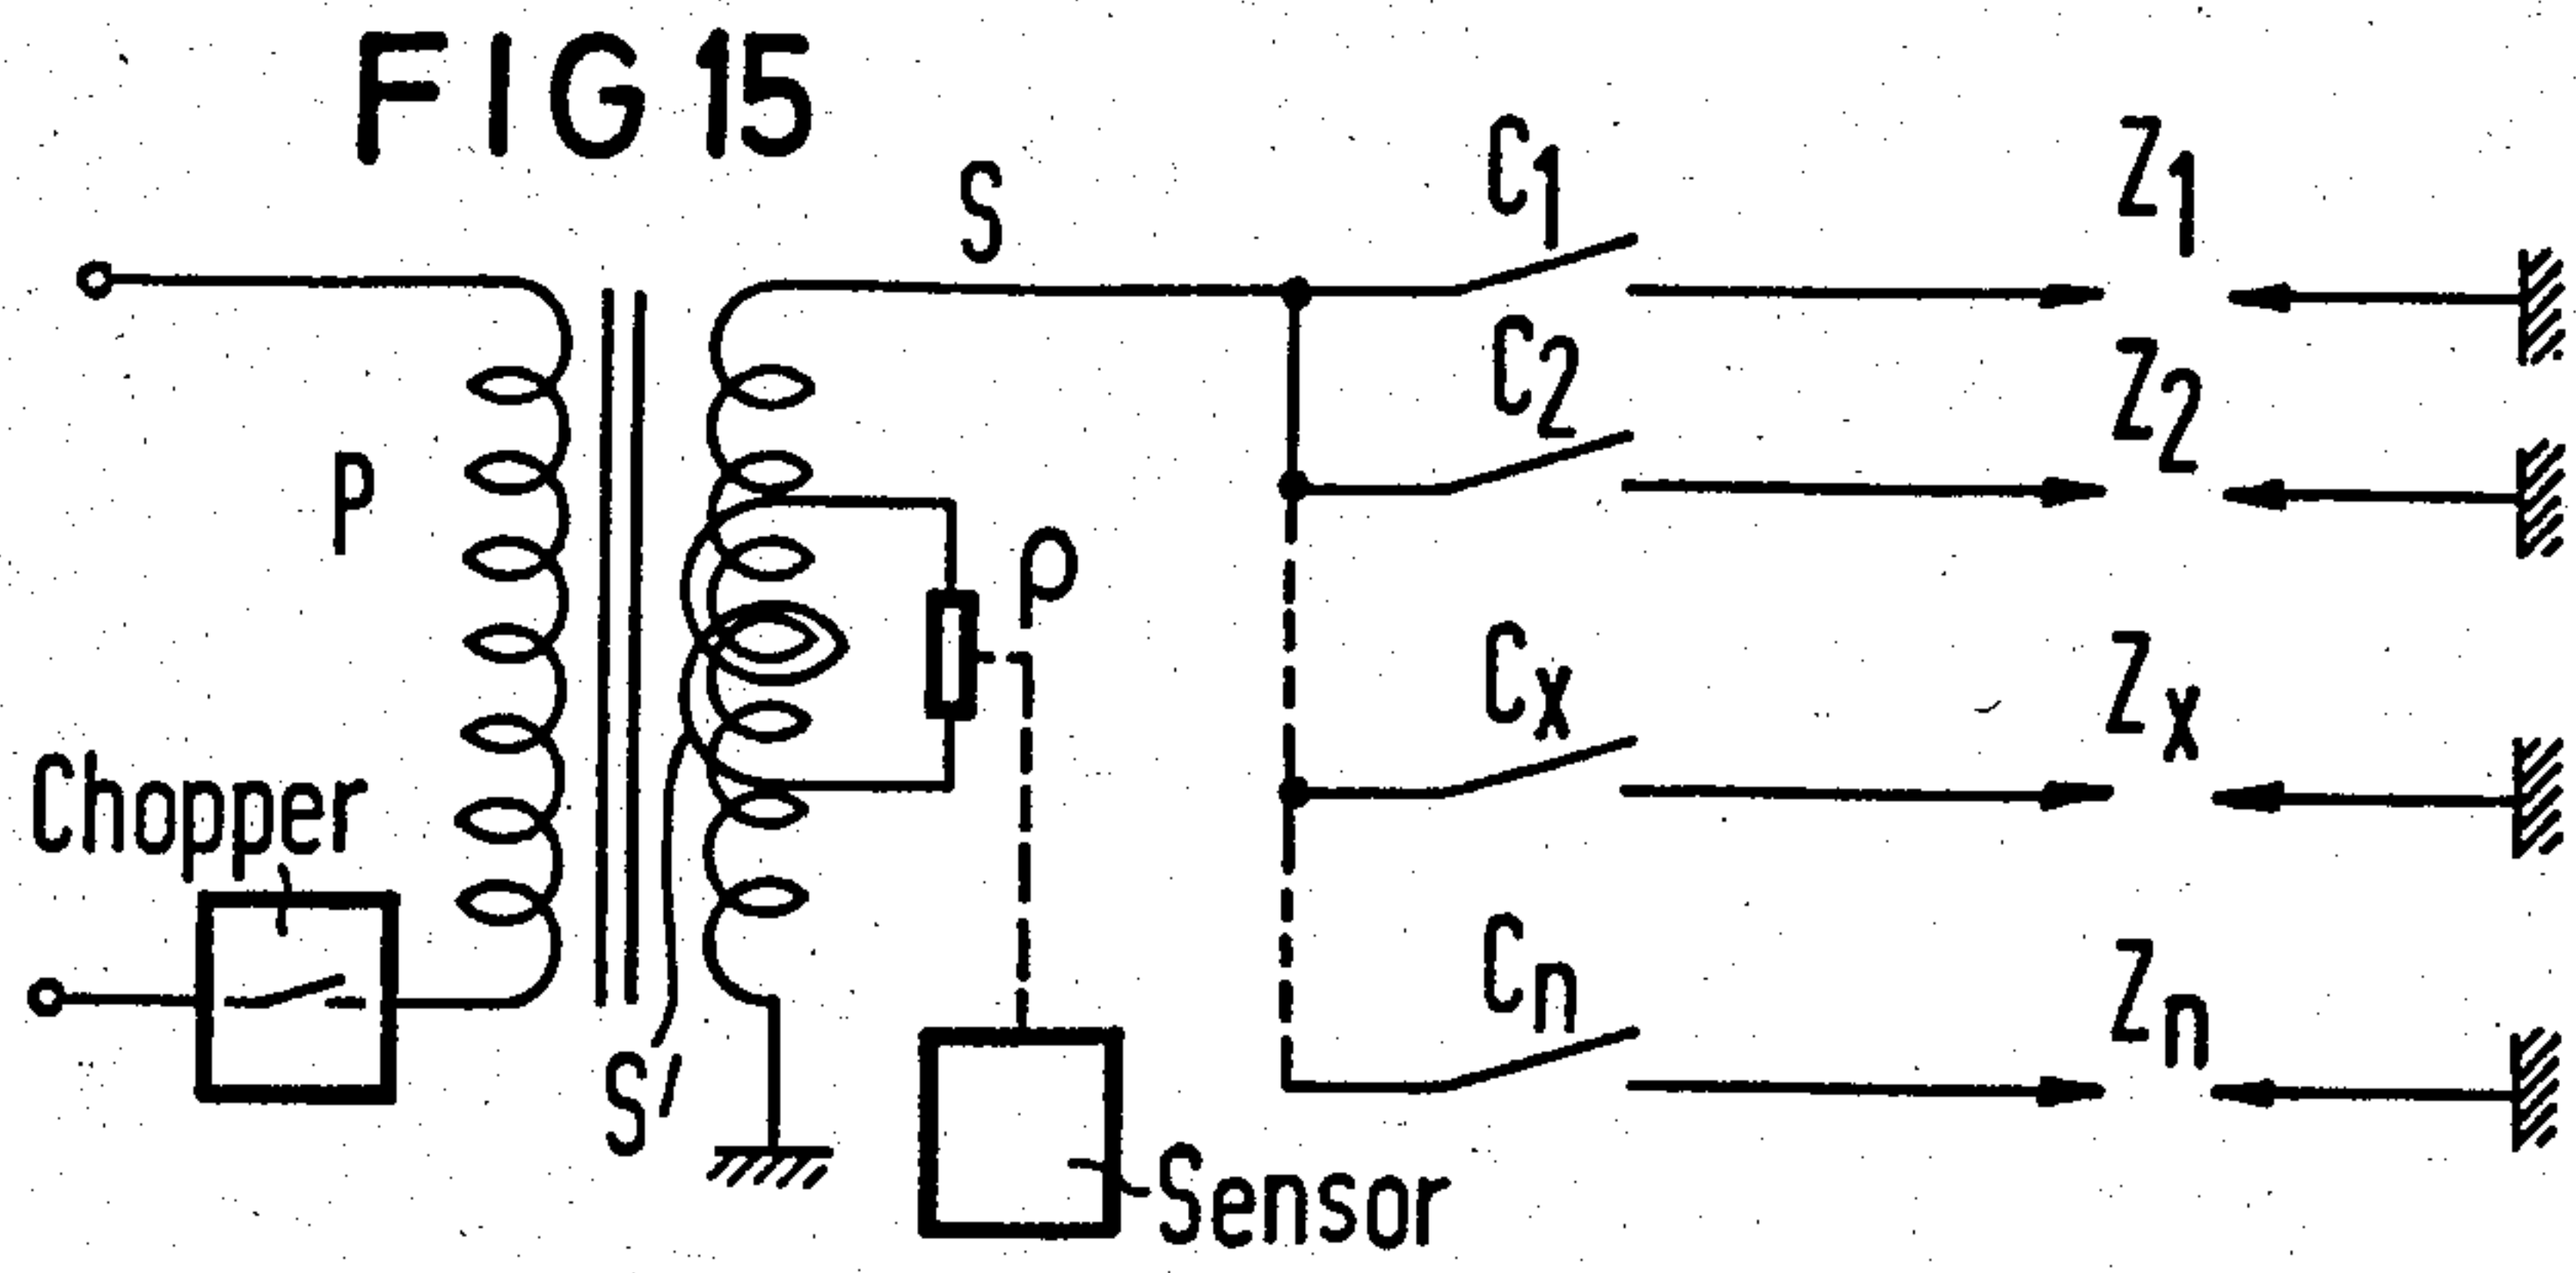 FIG 15
S
C1
Z1
C2
Z2
P
ρ
Cx
Zx
Chopper
Cn
Zn
S'
Sensor